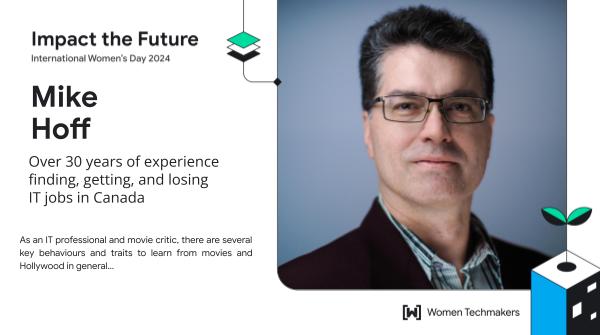 Impact the Future
International Women's Day 2024
Mike
Hoff
Over 30 years of experience
finding, getting, and losing
IT jobs in Canada
As an IT professional and movie critic, there are several
key behaviours and traits to learn from movies and
Hollywood in general...
[W] Women Techmakers